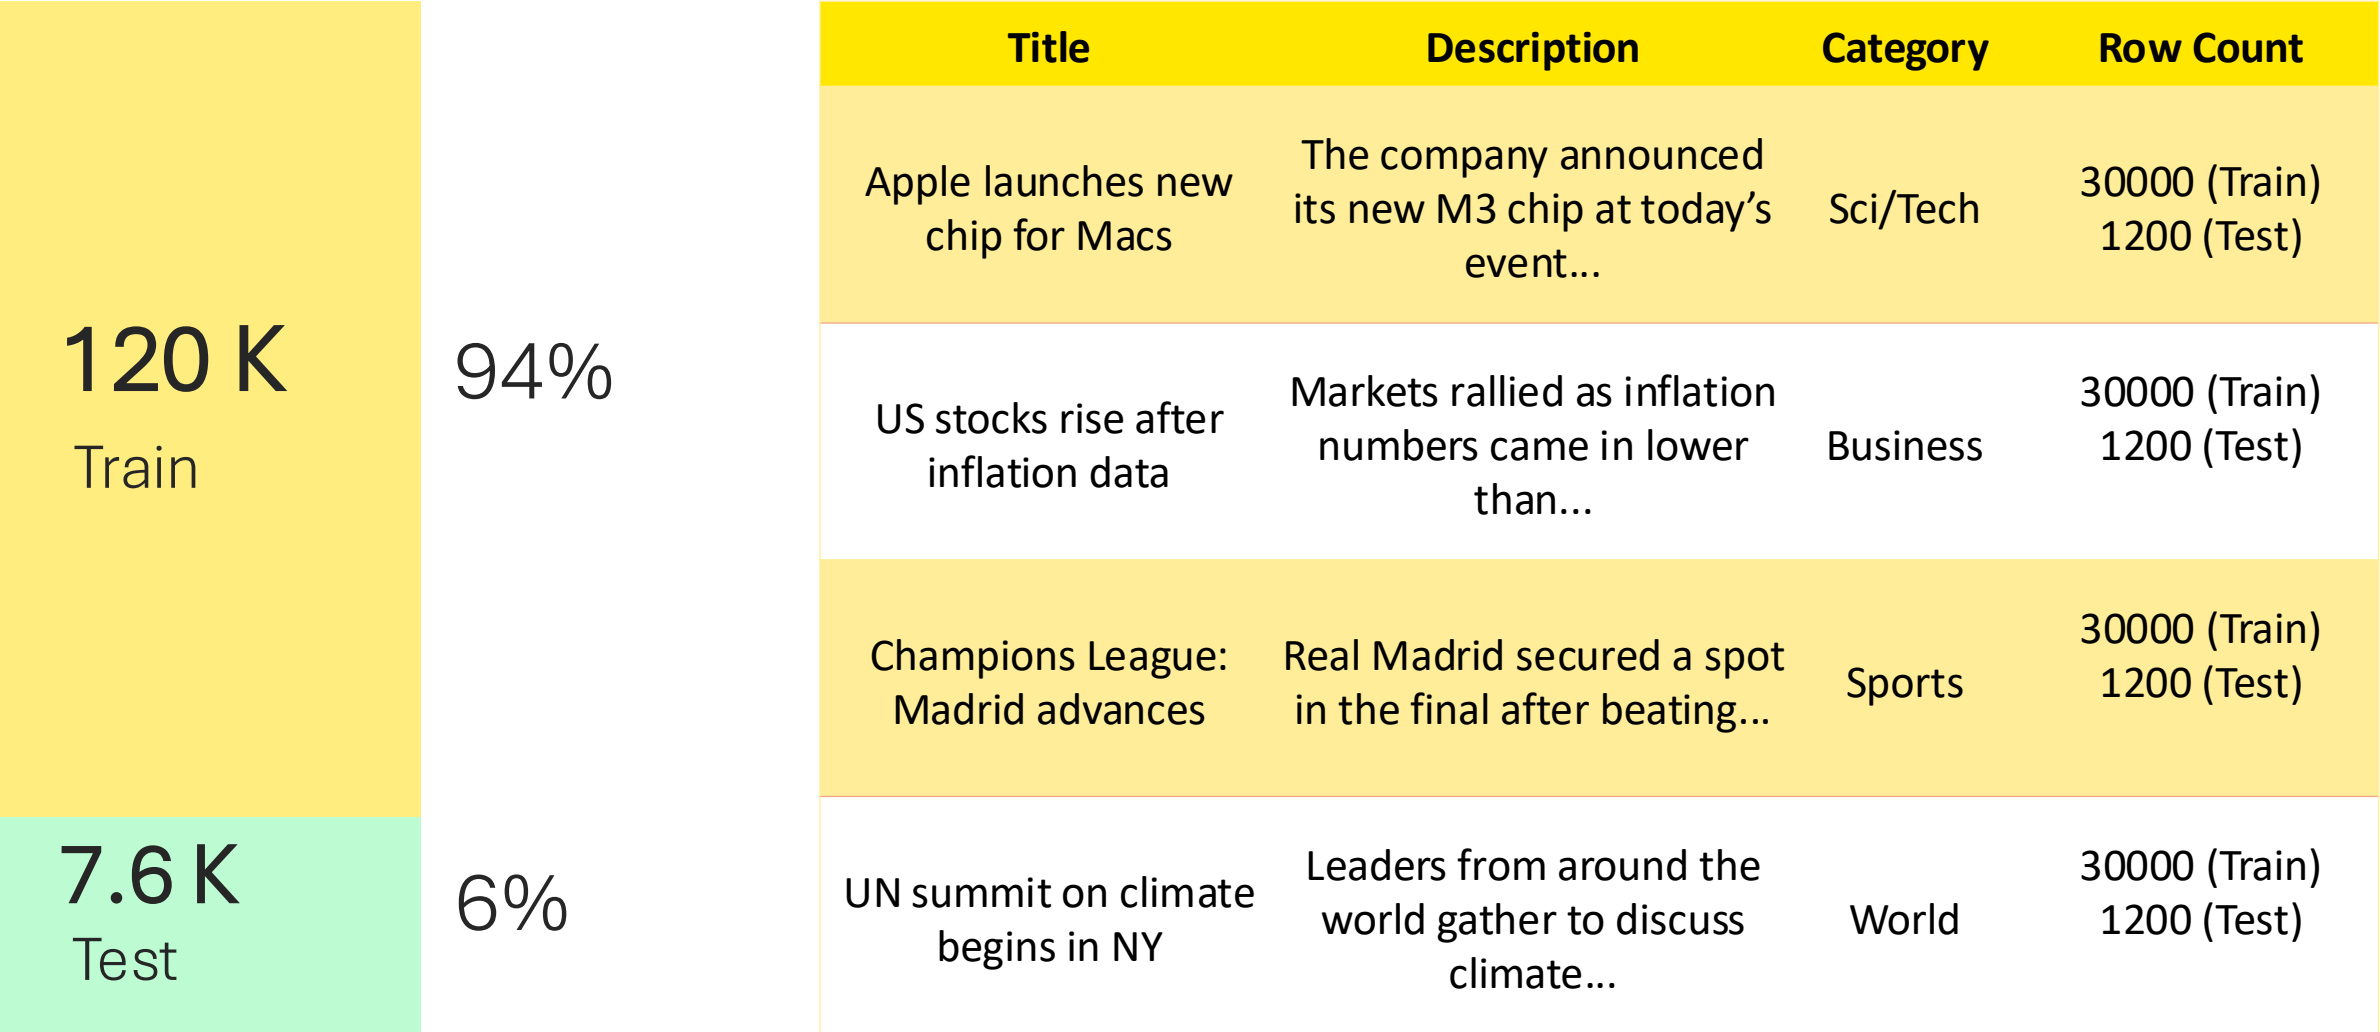 120 K
Train
94%
7.6 K
Test
6%
Title Description Category Row Count
Apple launches new
chip for Macs
The company announced
its new M3 chip at today’s
event...
Sci/Tech
30000 (Train)
1200 (Test)
US stocks rise after
inflation data
Markets rallied as inflation
numbers came in lower
than...
Business
30000 (Train)
1200 (Test)
Champions League:
Madrid advances
Real Madrid secured a spot
in the final after beating...
Sports
30000 (Train)
1200 (Test)
UN summit on climate
begins in NY
Leaders from around the
world gather to discuss
climate...
World
30000 (Train)
1200 (Test)